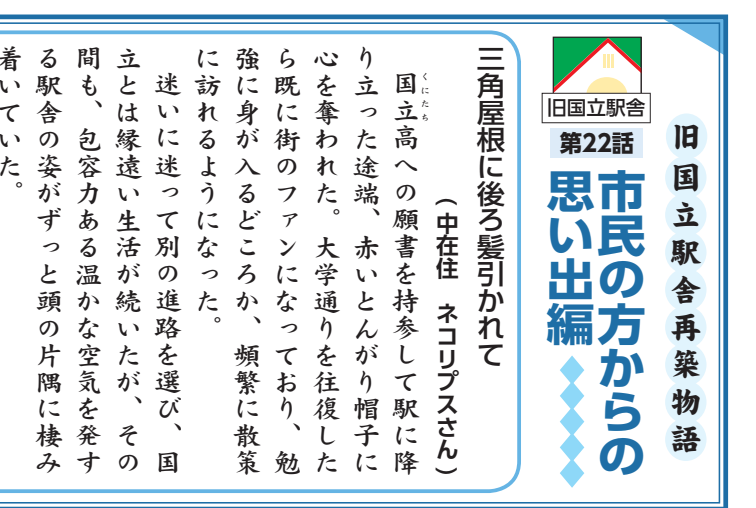 旧国立駅舎再築物語
旧国立駅舎
第22話
市民の方からの
思い出編
三角屋根に後ろ髪引かれて
(中在住 ネコリプスさん)
国立高への願書を持参して駅に降
くにたち
り立った途端、赤いとんがり帽子に
心を奪われた。大学通りを往復した
ら既に街のファンになっており、勉
強に身が入るどころか、頻繁に散策
に訪れるようになった。
迷いに迷って別の進路を選び、国
立とは縁遠い生活が続いたが、その
間も、包容力ある温かな空気を発す
る駅舎の姿がずっと頭の片隅に棲み
着いていた。